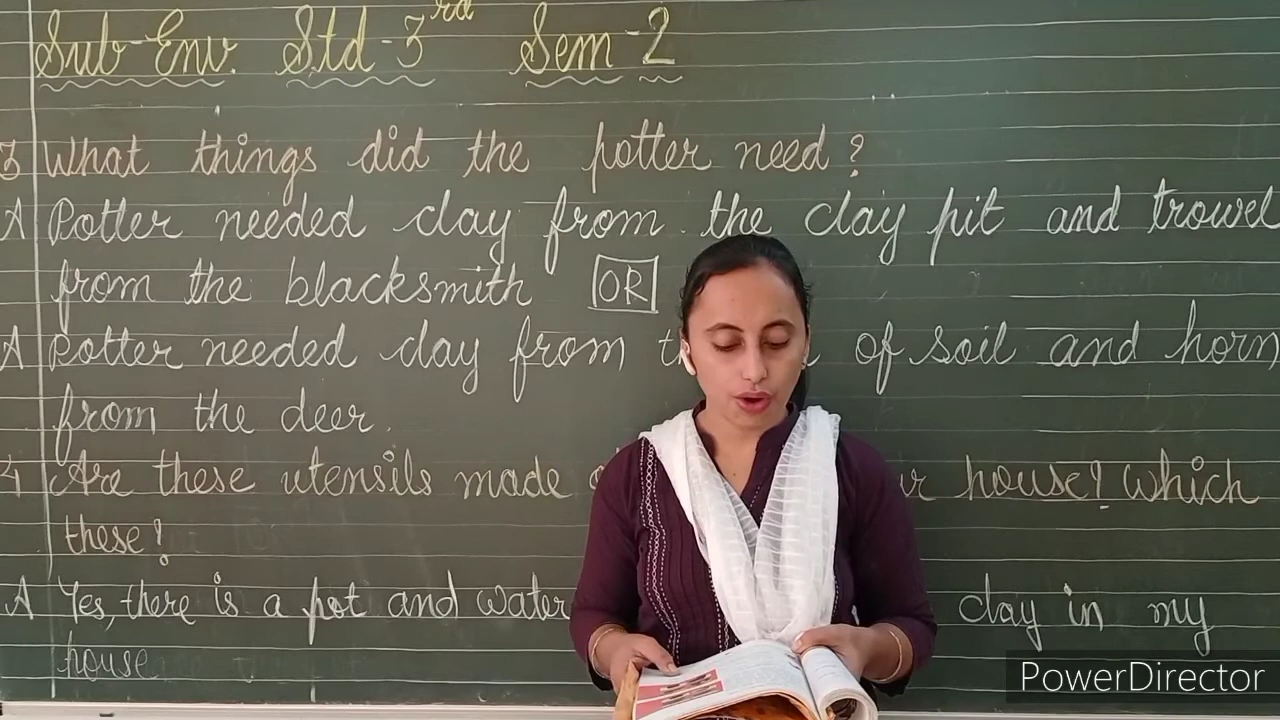 Sub-Env. Std-3rd Sem-2
3 What things did the potter need?
A Potter needed clay from the clay pit and trowel
from the blacksmith OR
A Potter needed clay from of soil and horn
from the deer.
4 Are these utensils made house? Which
these?
A Yes, there is a pot and water clay in my
house
PowerDirector